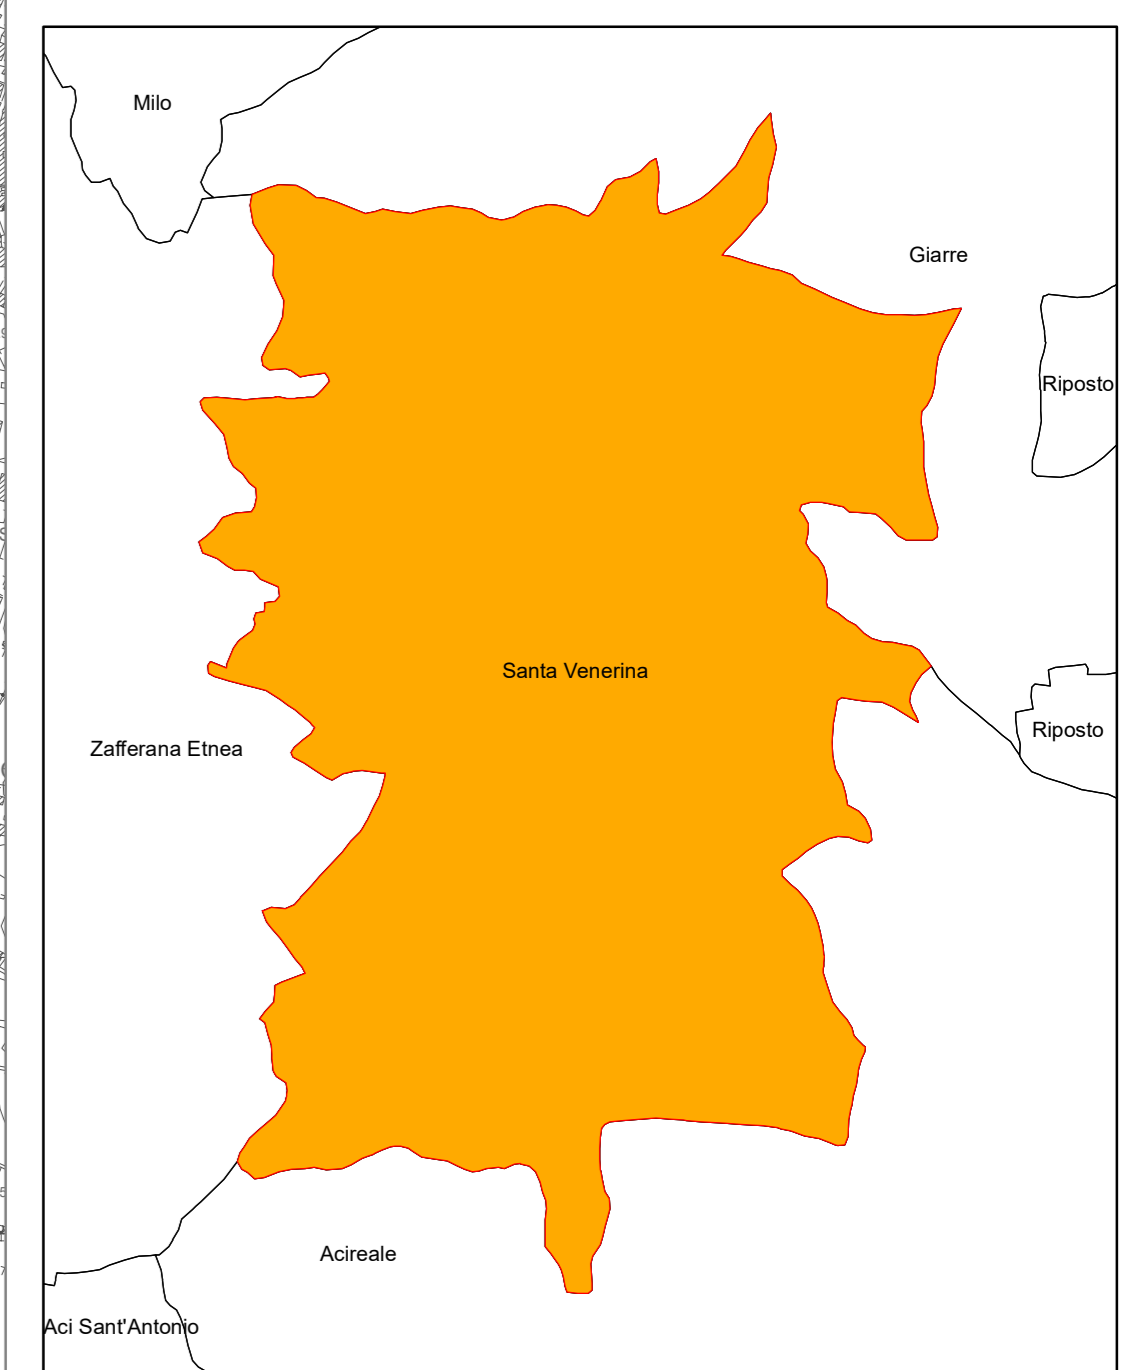 Milo
Giarre
Riposto
Santa Venerina
Riposto
Zafferana Etnea
Acireale
Aci Sant'Antonio